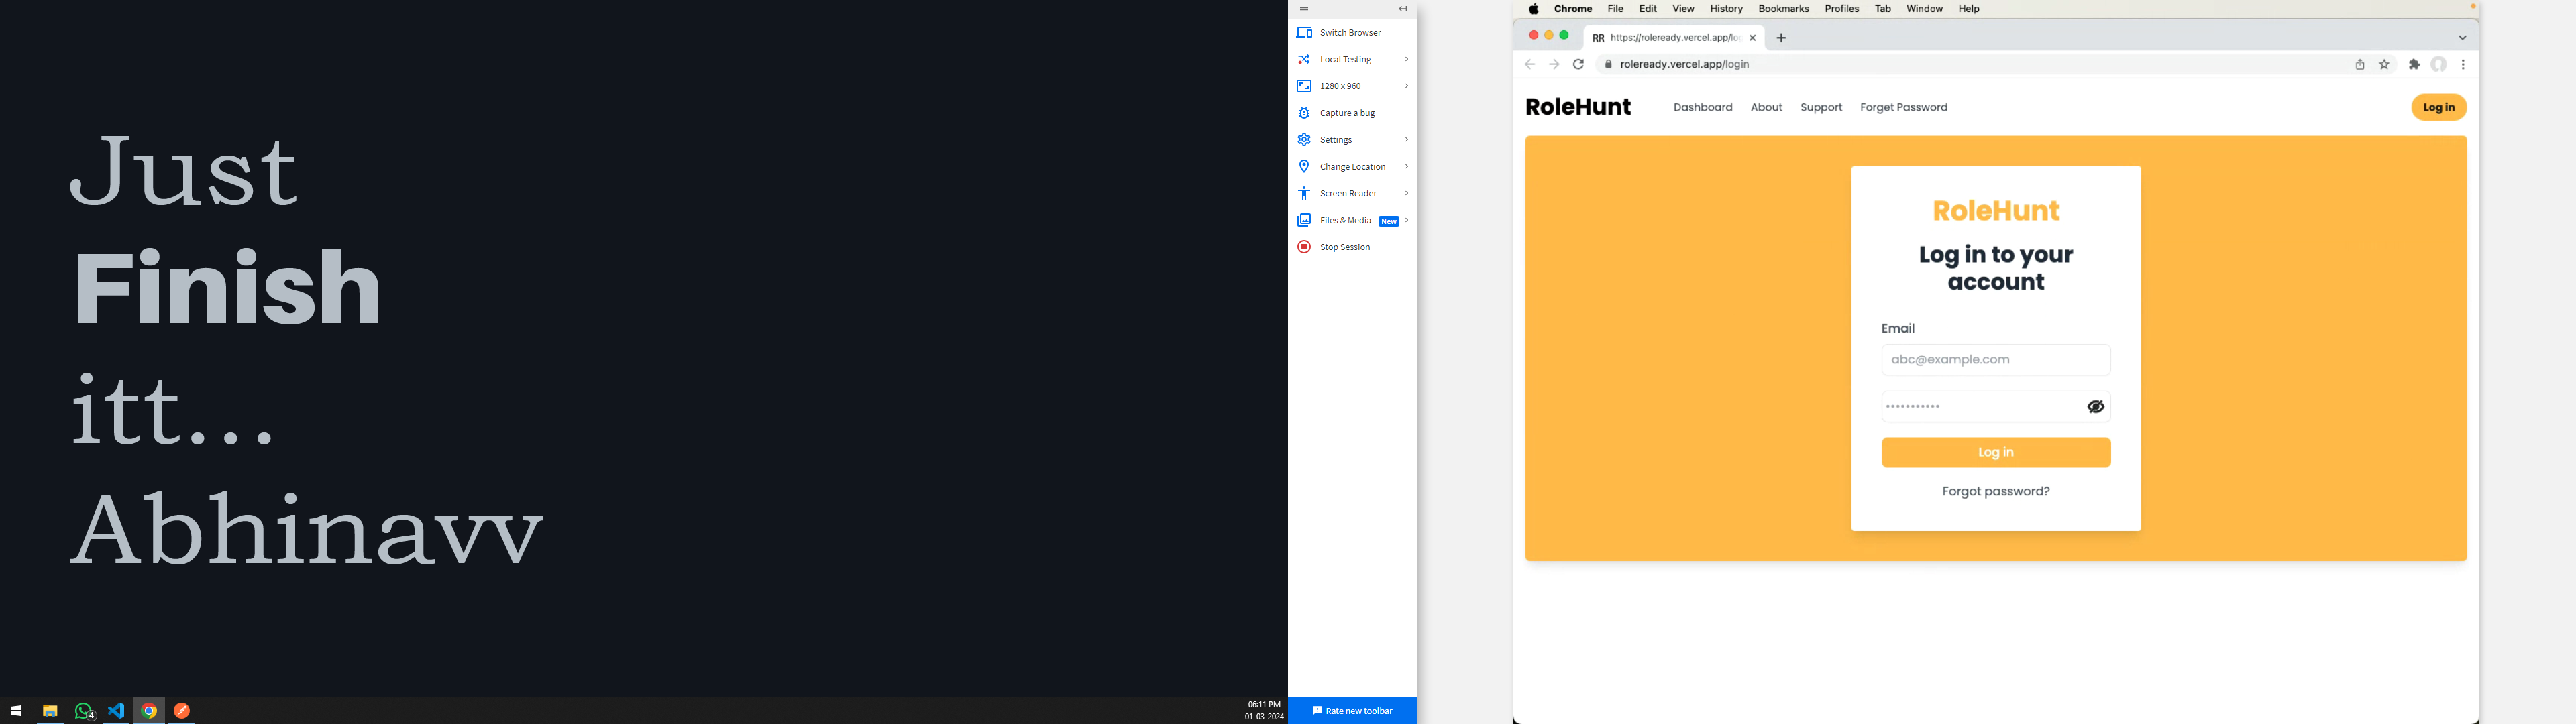 Just
Finish
itt...
Abhinavv
4
06:11 PM
01-03-2024
Switch Browser
Local Testing
1280 x 960
Capture a bug
Settings
Change Location
Screen Reader
Files & Media New
Stop Session
Rate new toolbar
Chrome File Edit View History Bookmarks Profiles Tab Window Help
RR https://roleready.vercel.app/log
roleready.vercel.app/login
RoleHunt Dashboard About Support Forget Password Log in
RoleHunt
Log in to your
account
Email
abc@example.com
Log in
Forgot password?